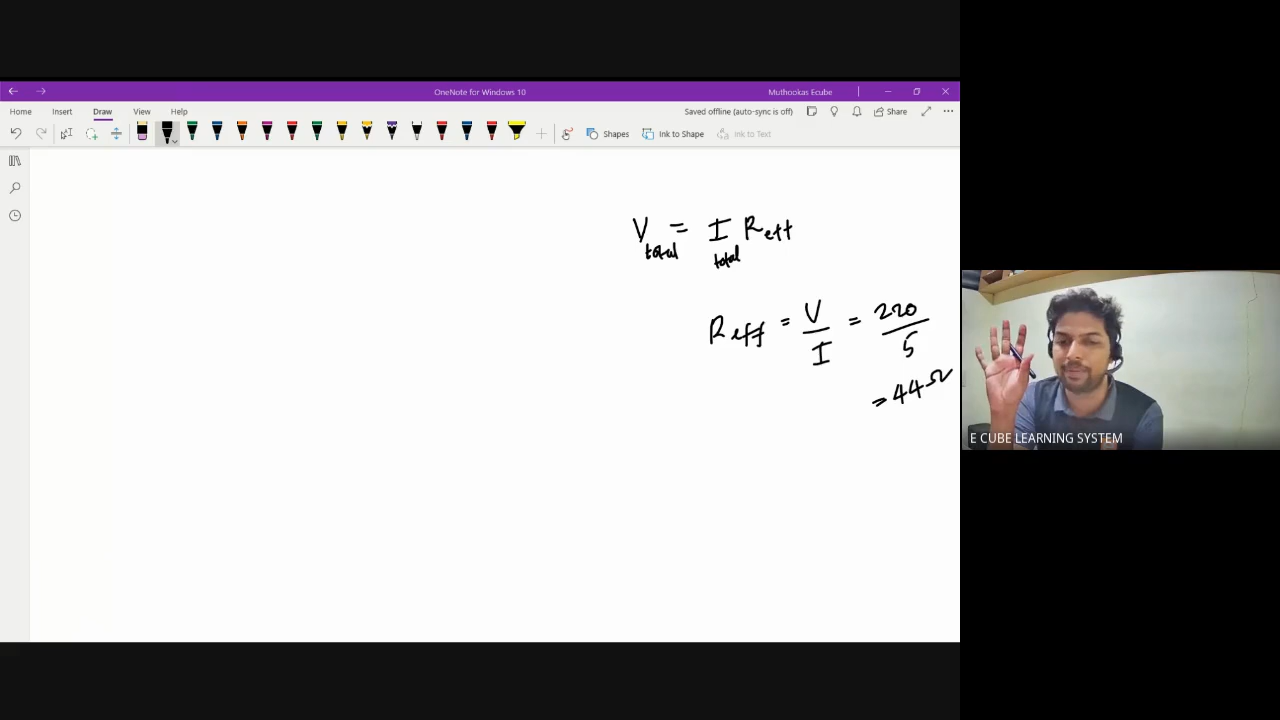 OneNote for Windows 10
Muthookas Ecube
Home Insert Draw View Help
Saved offline (auto-sync is off)
Share
Shapes
Ink to Shape
Ink to Text
V total = I total Reff
Reff = V / I = 220 / 5
= 44 Ω
E CUBE LEARNING SYSTEM